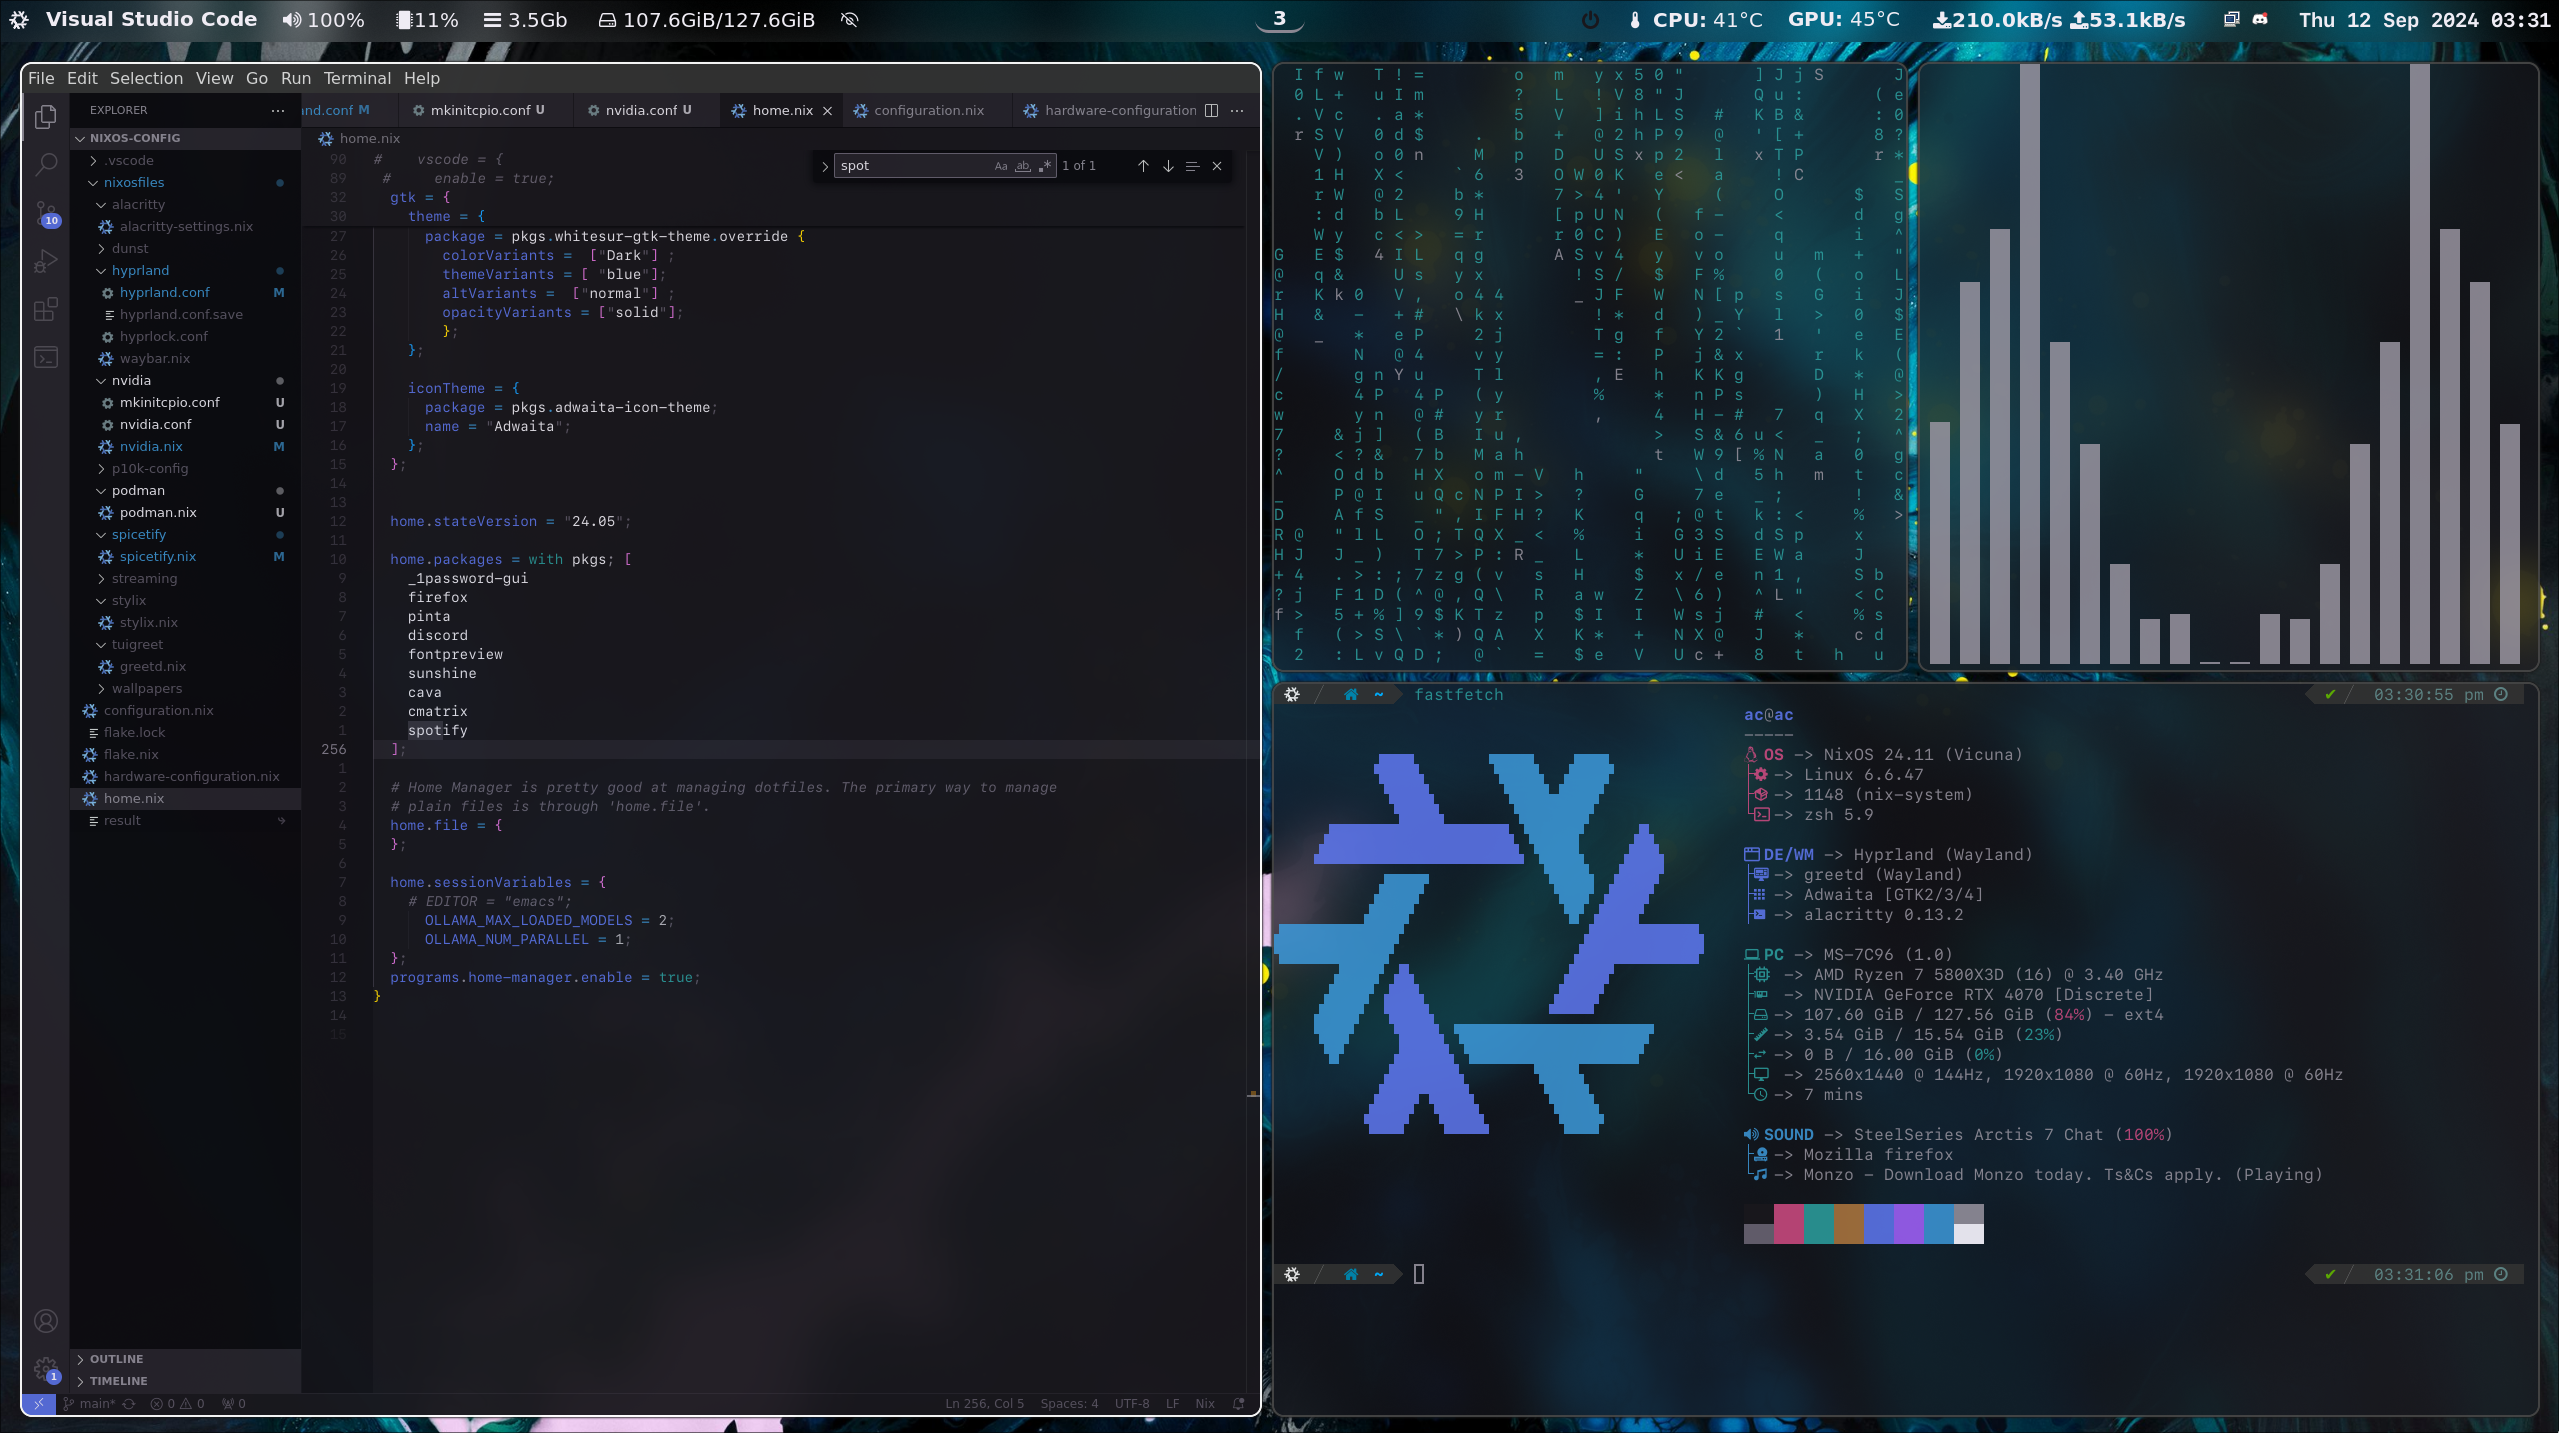 Visual Studio Code 100% 11% 3.5Gb 107.6GiB/127.6GiB 3 CPU: 41°C GPU: 45°C 210.0kB/s 53.1kB/s Thu 12 Sep 2024 03:31
File Edit Selection View Go Run Terminal Help
EXPLORER
NIXOS-CONFIG
.vscode
nixosfiles
alacritty
alacritty-settings.nix
dunst
hyprland
hyprland.conf M
hyprland.conf.save
hyprlock.conf
waybar.nix
nvidia
mkinitcpio.conf U
nvidia.conf U
nvidia.nix M
p10k-config
podman
podman.nix U
spicetify
spicetify.nix M
streaming
stylix
stylix.nix
tuigreet
greetd.nix
wallpapers
configuration.nix
flake.lock
flake.nix
hardware-configuration.nix
home.nix
result
OUTLINE
TIMELINE
10
1
and.conf M mkinitcpio.conf U nvidia.conf U home.nix configuration.nix hardware-configuration
home.nix
spot Aa ab 1 of 1
90 # vscode = {
89 # enable = true;
32 gtk = {
30 theme = {
27 package = pkgs.whitesur-gtk-theme.override {
26 colorVariants = ["Dark"] ;
25 themeVariants = [ "blue"];
24 altVariants = ["normal"] ;
23 opacityVariants = ["solid"];
22 };
21 };
20
19 iconTheme = {
18 package = pkgs.adwaita-icon-theme;
17 name = "Adwaita";
16 };
15 };
14
13
12 home.stateVersion = "24.05";
11
10 home.packages = with pkgs; [
9 _1password-gui
8 firefox
7 pinta
6 discord
5 fontpreview
4 sunshine
3 cava
2 cmatrix
1 spotify
256 ];
1
2 # Home Manager is pretty good at managing dotfiles. The primary way to manage
3 # plain files is through 'home.file'.
4 home.file = {
5 };
6
7 home.sessionVariables = {
8 # EDITOR = "emacs";
9 OLLAMA_MAX_LOADED_MODELS = 2;
10 OLLAMA_NUM_PARALLEL = 1;
11 };
12 programs.home-manager.enable = true;
13 }
14
15
main* 0 0 0 Ln 256, Col 5 Spaces: 4 UTF-8 LF Nix
~ fastfetch 03:30:55 pm
ac@ac
-----
OS -> NixOS 24.11 (Vicuna)
-> Linux 6.6.47
-> 1148 (nix-system)
-> zsh 5.9
DE/WM -> Hyprland (Wayland)
-> greetd (Wayland)
-> Adwaita [GTK2/3/4]
-> alacritty 0.13.2
PC -> MS-7C96 (1.0)
-> AMD Ryzen 7 5800X3D (16) @ 3.40 GHz
-> NVIDIA GeForce RTX 4070 [Discrete]
-> 107.60 GiB / 127.56 GiB (84%) - ext4
-> 3.54 GiB / 15.54 GiB (23%)
-> 0 B / 16.00 GiB (0%)
-> 2560x1440 @ 144Hz, 1920x1080 @ 60Hz, 1920x1080 @ 60Hz
-> 7 mins
SOUND -> SteelSeries Arctis 7 Chat (100%)
-> Mozilla firefox
-> Monzo - Download Monzo today. Ts&Cs apply. (Playing)
~ 03:31:06 pm